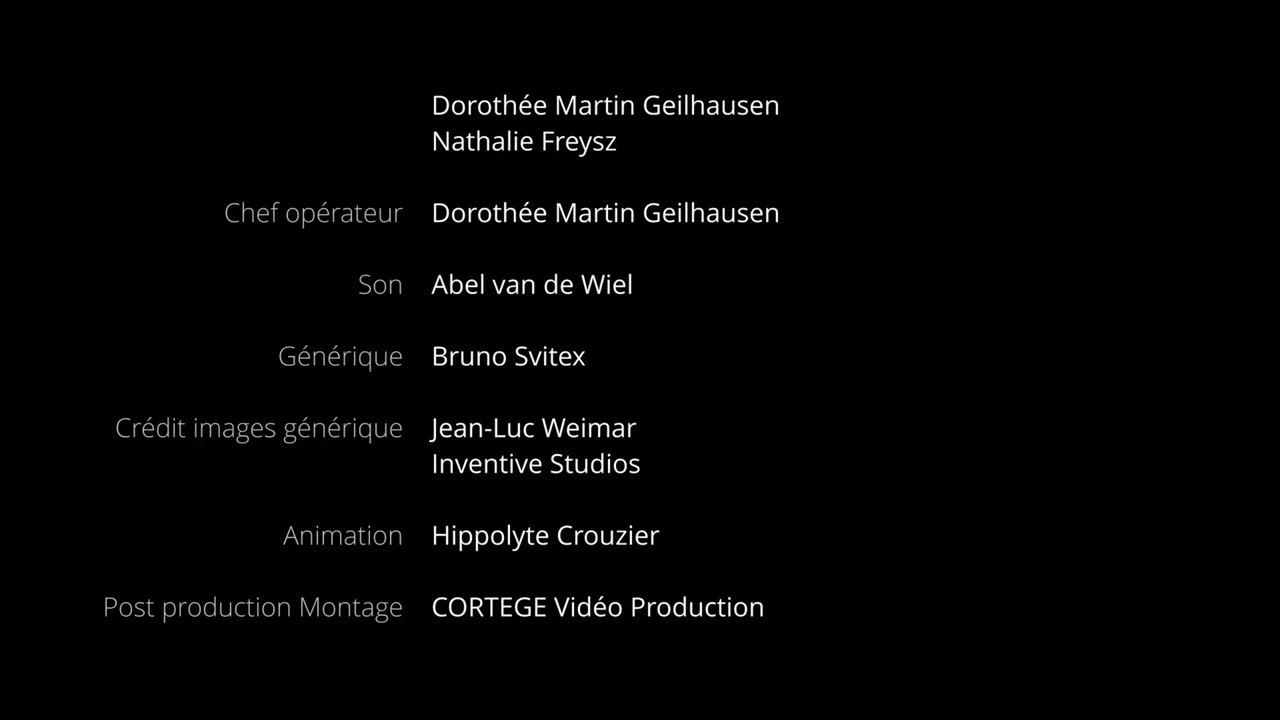 Dorothée Martin Geilhausen
Nathalie Freysz
Chef opérateur Dorothée Martin Geilhausen
Son Abel van de Wiel
Générique Bruno Svitex
Crédit images générique Jean-Luc Weimar
Inventive Studios
Animation Hippolyte Crouzier
Post production Montage CORTEGE Vidéo Production